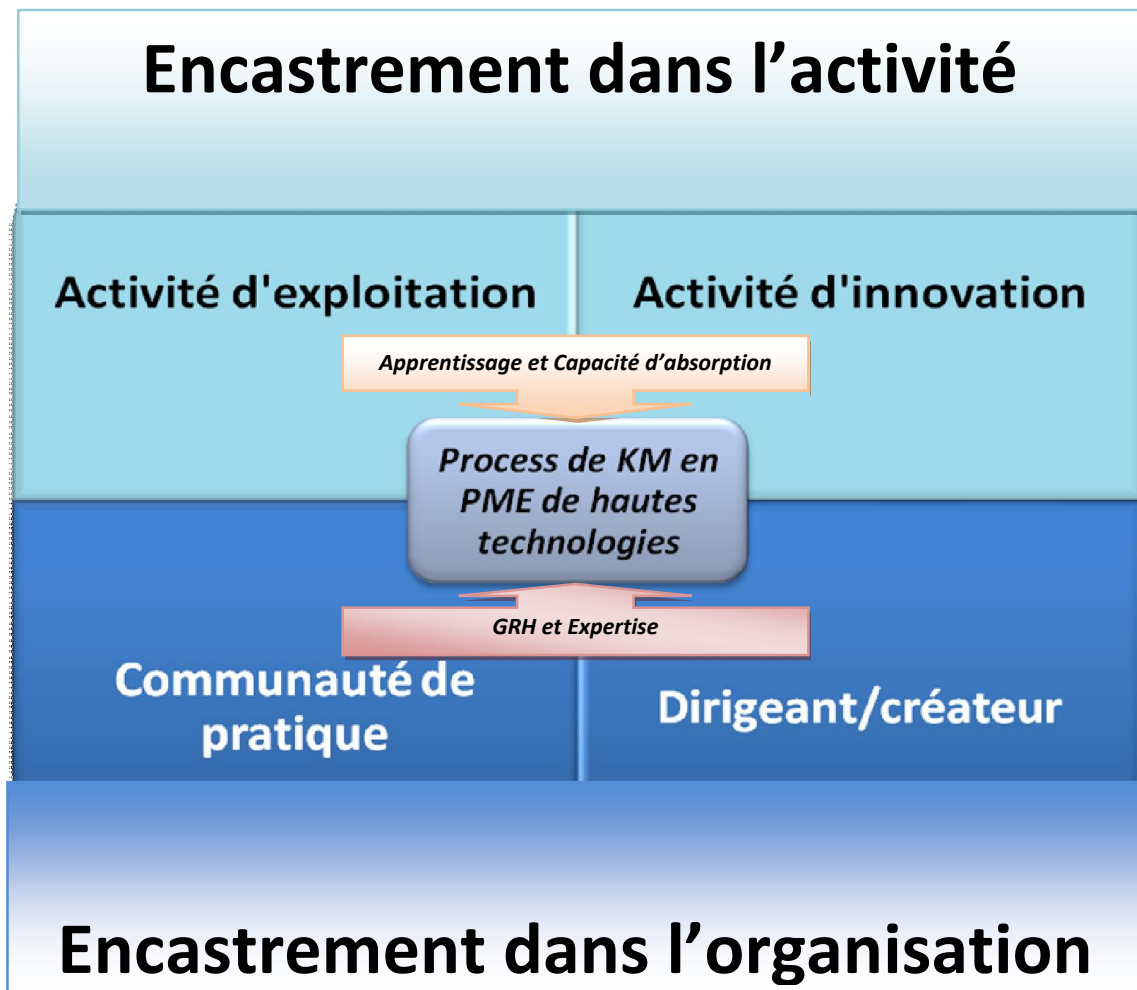 Encastrement dans l’activité
Activité d'exploitation
Activité d'innovation
Apprentissage et Capacité d’absorption
Process de KM en
PME de hautes
technologies
GRH et Expertise
Communauté de
pratique
Dirigeant/créateur
Encastrement dans l’organisation